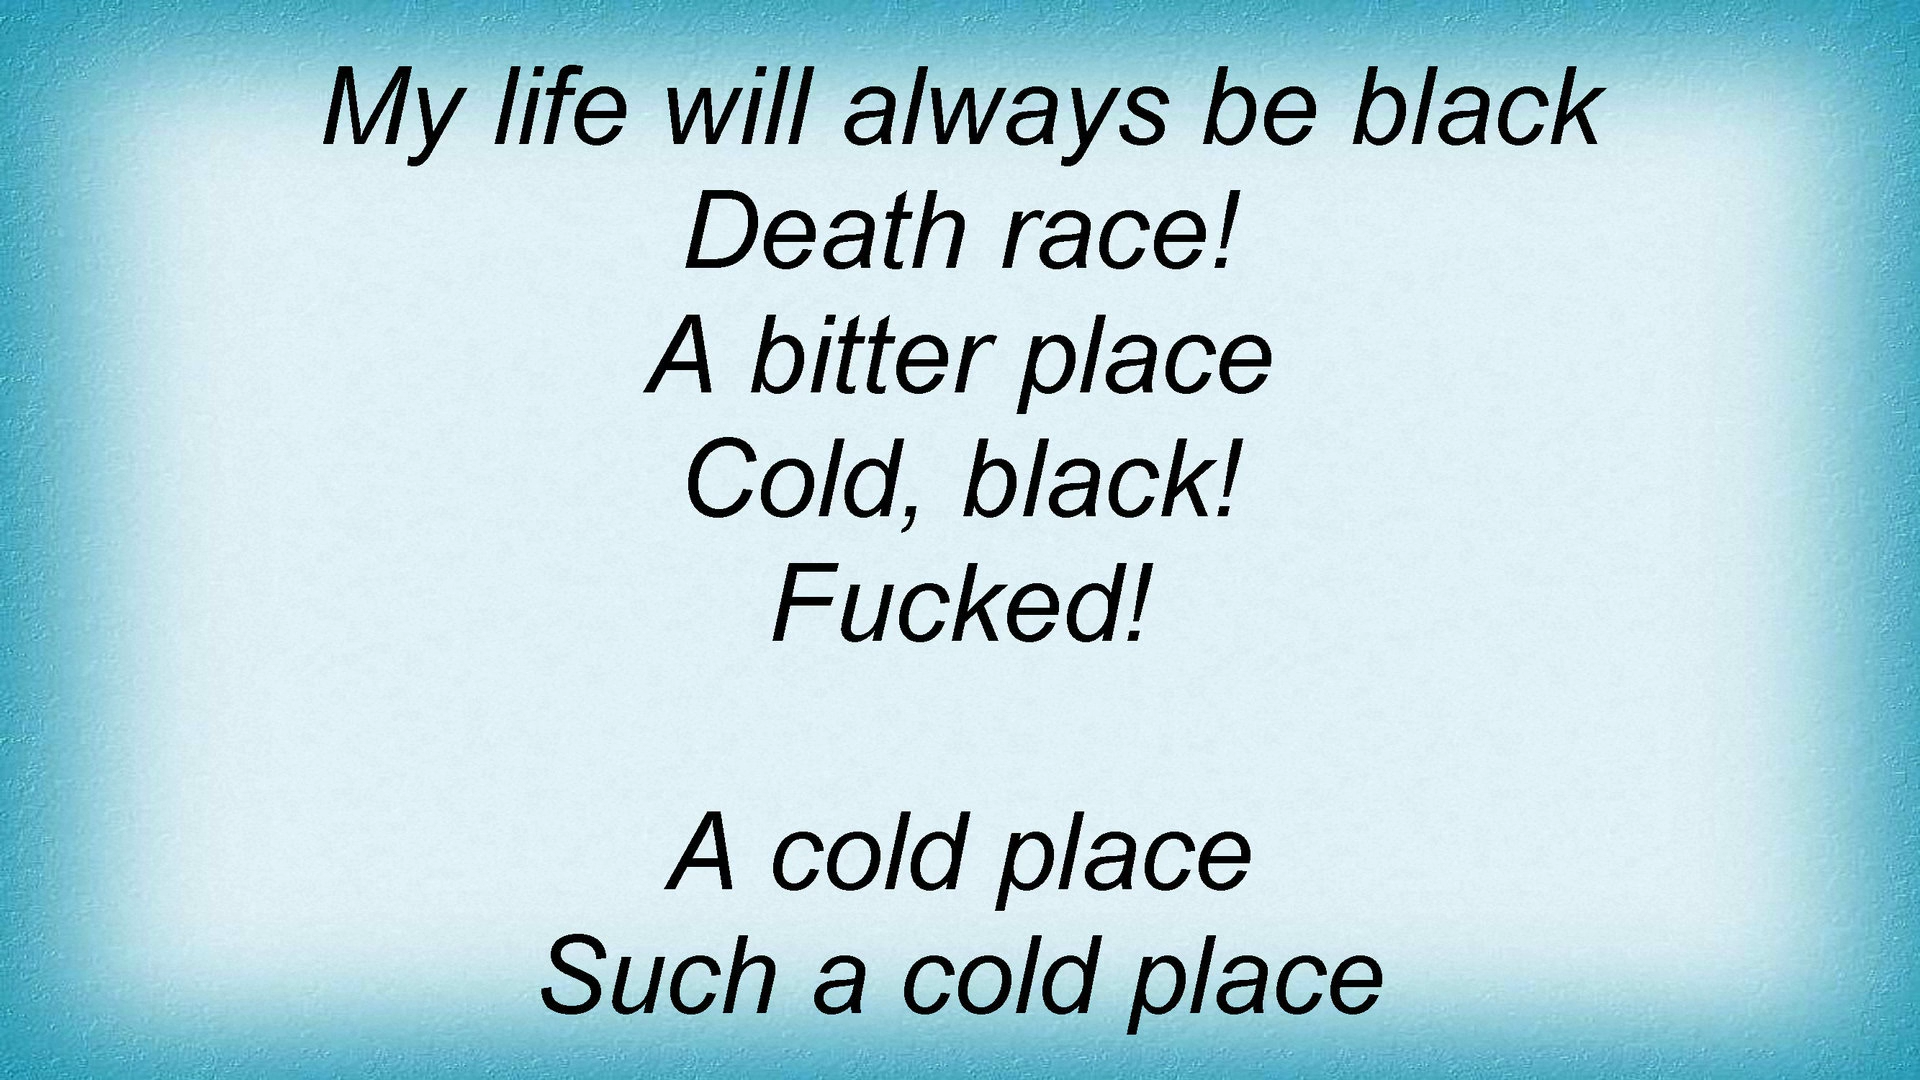 My life will always be black
Death race!
A bitter place
Cold, black!
Fucked!
A cold place
Such a cold place